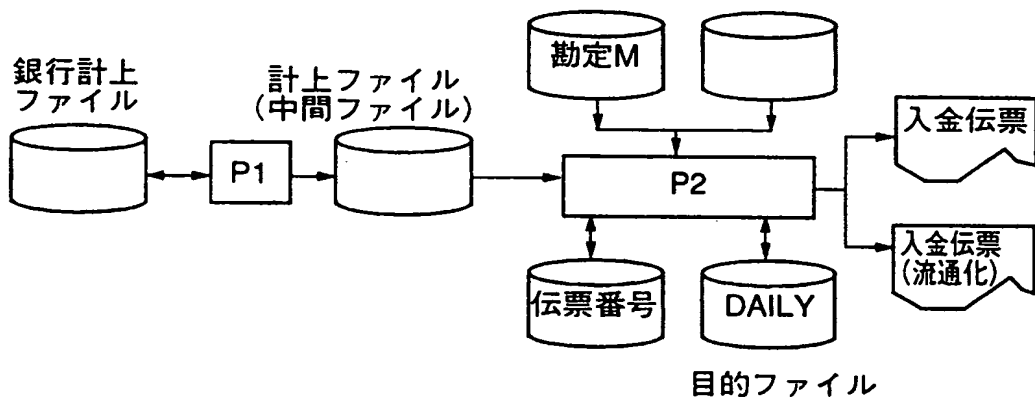 銀行計上
ファイル
計上ファイル
(中間ファイル)
勘定M
P1
P2
入金伝票
入金伝票
(流通化)
伝票番号
DAILY
目的ファイル